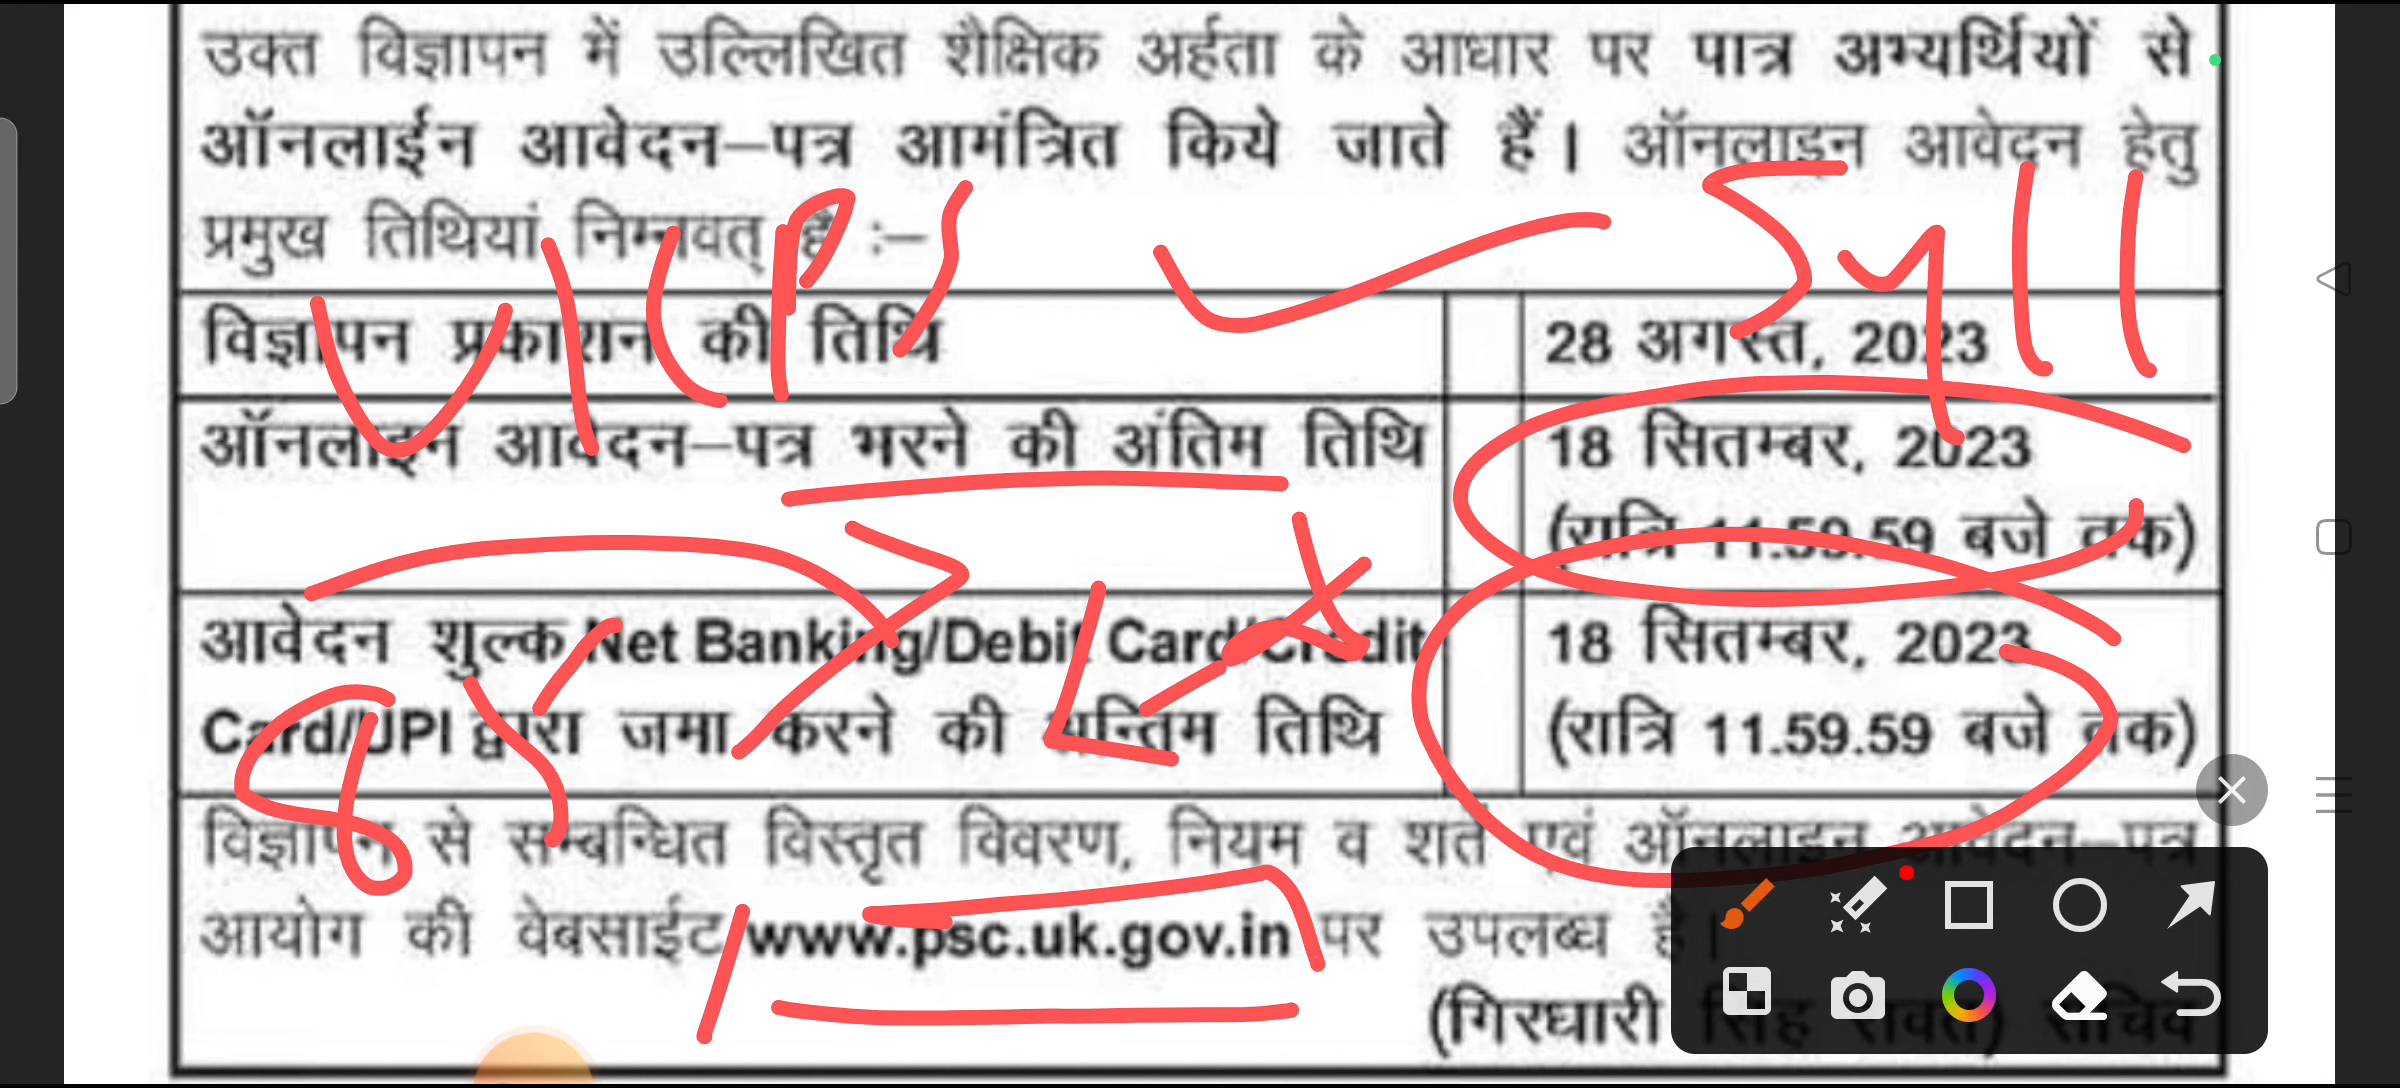 उक्त विज्ञापन में उल्लिखित शैक्षिक अर्हता के आधार पर पात्र अभ्यर्थियों से
ऑनलाईन आवेदन–पत्र आमंत्रित किये जाते हैं। ऑनलाइन आवेदन हेतु
प्रमुख तिथियां निम्नवत् हैं :–
UKPS Syll
विज्ञापन प्रकाशन की तिथि 28 अगस्त, 2023
ऑनलाइन आवेदन–पत्र भरने की अंतिम तिथि 18 सितम्बर, 2023
(रात्रि 11.59.59 बजे तक)
आवेदन शुल्क Net Banking/Debit Card/Credit 18 सितम्बर, 2023
Card/UPI द्वारा जमा करने की अन्तिम तिथि (रात्रि 11.59.59 बजे तक)
विज्ञापन से सम्बन्धित विस्तृत विवरण, नियम व शर्ते एवं ऑनलाइन आवेदन–पत्र
आयोग की वेबसाईट www.psc.uk.gov.in पर उपलब्ध है।
(गिरधारी सिंह रावत) सचिव